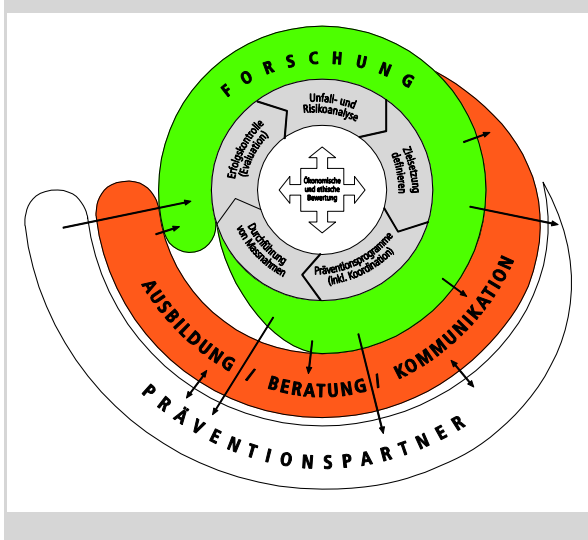 FORSCHUNG
Unfall- und
Risikoanalyse
Zielsetzung
definieren
Präventionsprogramme
(inkl. Koordination)
Durchführung
von Massnahmen
Erfolgskontrolle
(Evaluation)
Ökonomische
und ethische
Bewertung
AUSBILDUNG / BERATUNG / KOMMUNIKATION
PRÄVENTIONSPARTNER